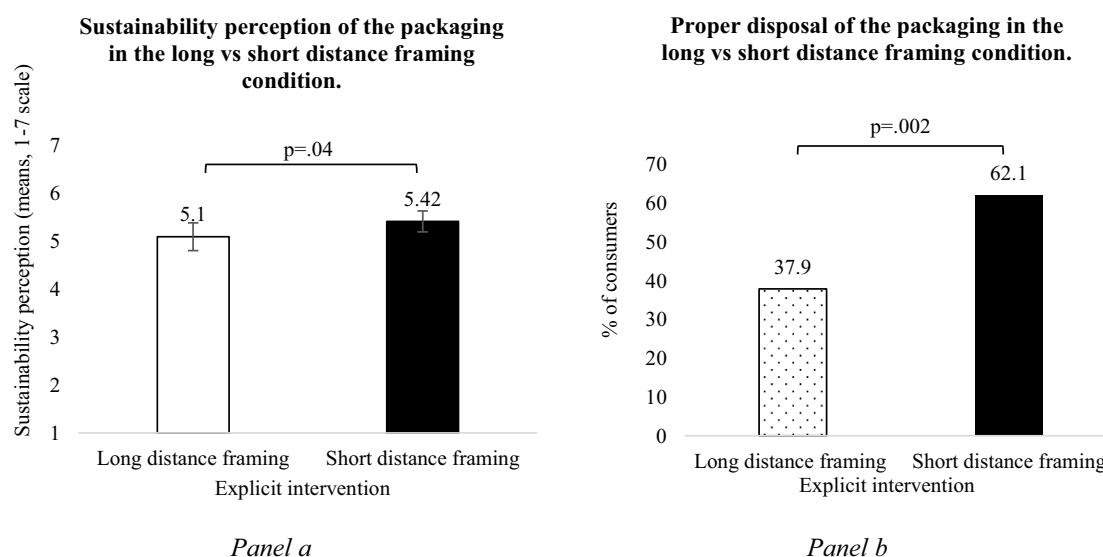 Sustainability perception of the packaging
in the long vs short distance framing
condition.
Sustainability perception (means, 1-7 scale)
p=.04
7
6
5
4
3
2
1
5.1
5.42
Long distance framing
Short distance framing
Explicit intervention
Panel a
Proper disposal of the packaging in the
long vs short distance framing condition.
% of consumers
p=.002
70
60
50
40
30
20
10
0
37.9
62.1
Long distance framing
Short distance framing
Explicit intervention
Panel b